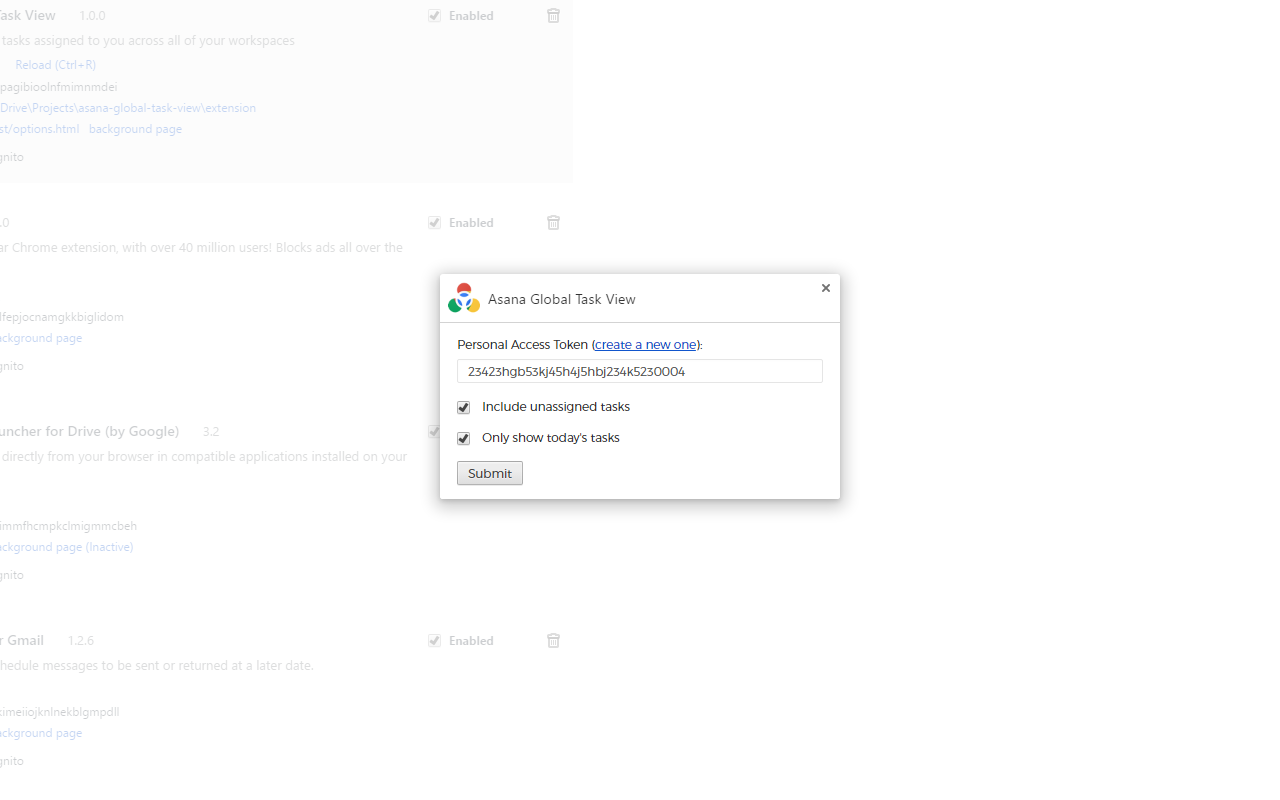 Task View 1.0.0 Enabled
tasks assigned to you across all of your workspaces
Reload (Ctrl+R)
pagibioolnfmimnmdei
Drive\Projects\asana-global-task-view\extension
st/options.html background page
gnito
.0 Enabled
ar Chrome extension, with over 40 million users! Blocks ads all over the
lfepjocnamgkkbiglidom
ackground page
gnito
Asana Global Task View
×
Personal Access Token (create a new one):
23423hgb53kj45h4j5hbj234k5230004
Include unassigned tasks
Only show today's tasks
Submit
uncher for Drive (by Google) 3.2
directly from your browser in compatible applications installed on your
immfhcmpkclmigmmcbeh
ackground page (Inactive)
gnito
r Gmail 1.2.6 Enabled
hedule messages to be sent or returned at a later date.
kimeiiojknlnekblgmpdll
ackground page
gnito